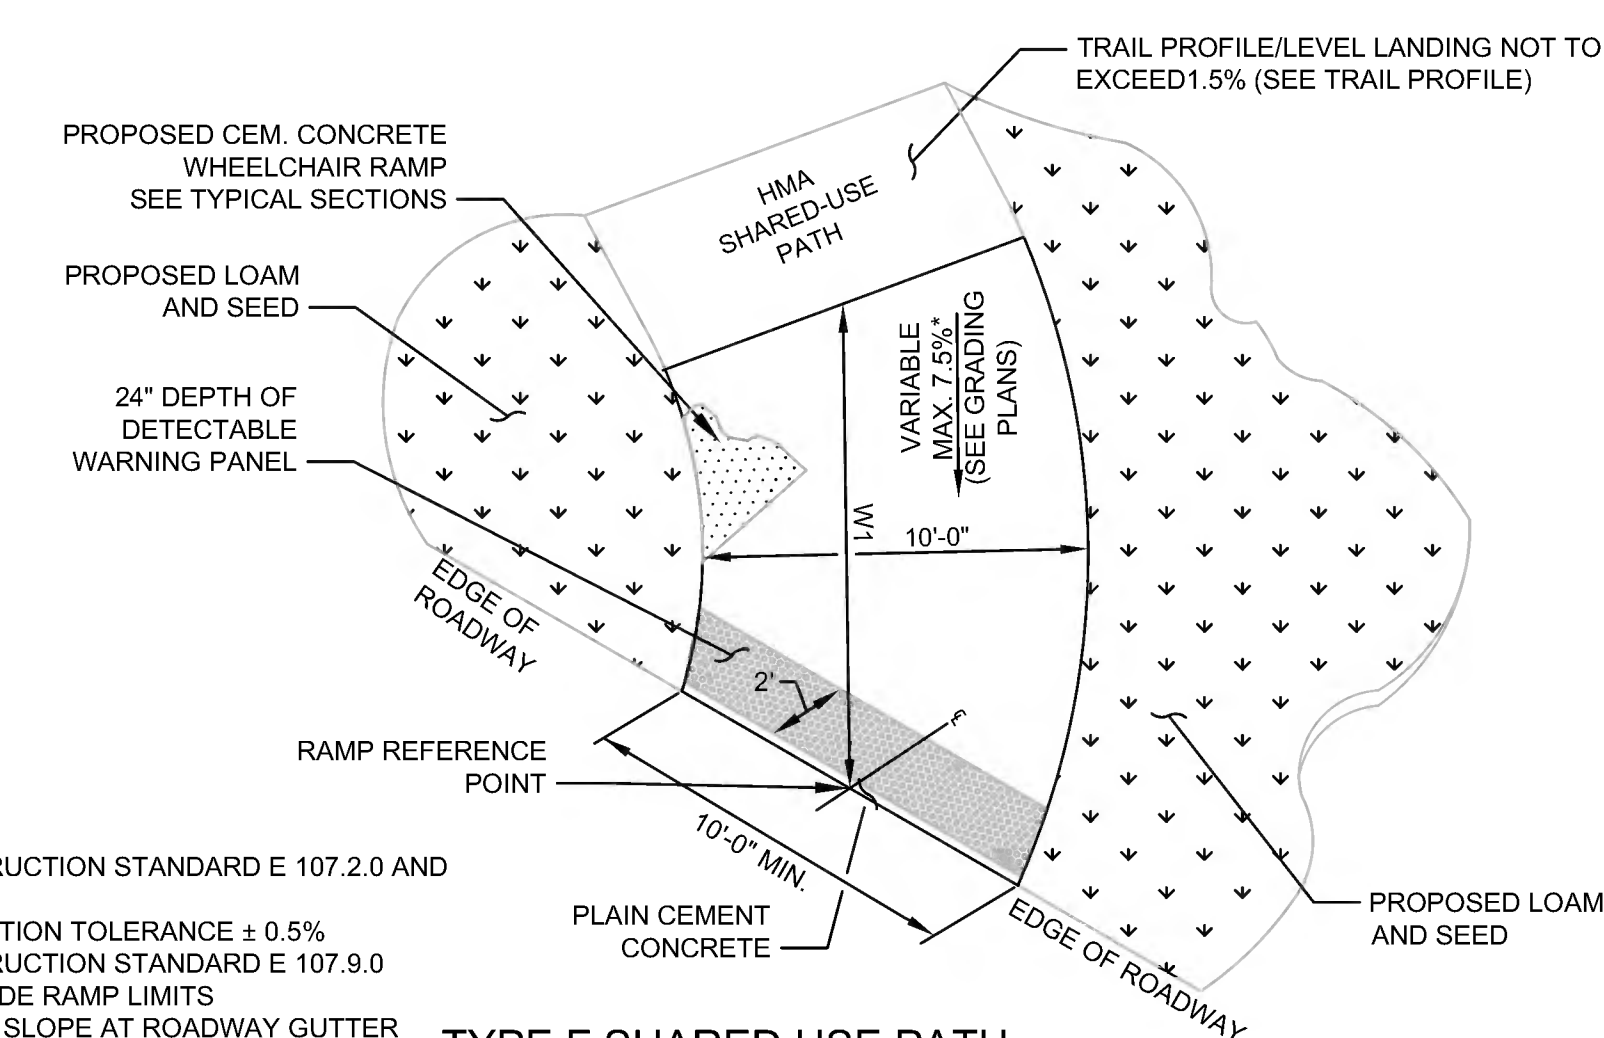 TRAIL PROFILE/LEVEL LANDING NOT TO
EXCEED1.5% (SEE TRAIL PROFILE)
PROPOSED CEM. CONCRETE
WHEELCHAIR RAMP
SEE TYPICAL SECTIONS
HMA
SHARED-USE
PATH
PROPOSED LOAM
AND SEED
VARIABLE
MAX. 7.5%*
(SEE GRADING
PLANS)
24" DEPTH OF
DETECTABLE
WARNING PANEL
W1
10'-0"
EDGE OF
ROADWAY
2'
℄
RAMP REFERENCE
POINT
10'-0" MIN.
PLAIN CEMENT
CONCRETE
EDGE OF ROADWAY
PROPOSED LOAM
AND SEED
RUCTION STANDARD E 107.2.0 AND
TION TOLERANCE ± 0.5%
RUCTION STANDARD E 107.9.0
DE RAMP LIMITS
SLOPE AT ROADWAY GUTTER
SHARED USE PATH